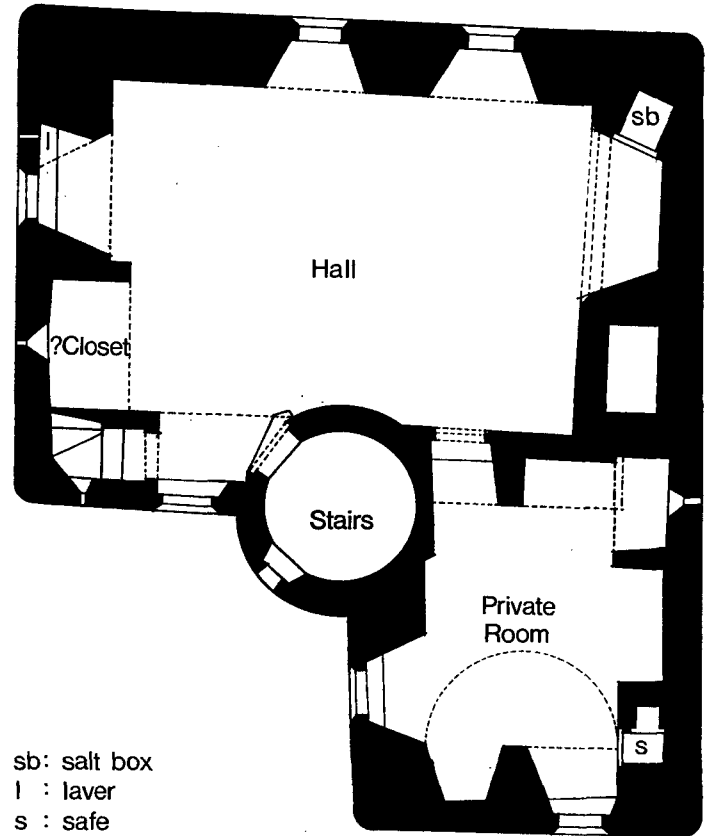 sb
l
Hall
?Closet
Stairs
Private
Room
s
sb: salt box
l : laver
s : safe